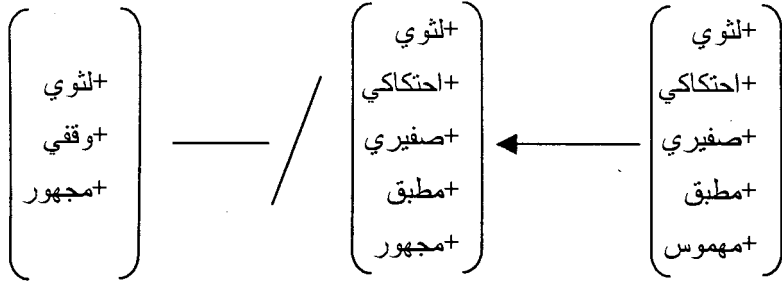 +لثوي
+احتكاكي
+صفيري
+مطبق
+مهموس
+لثوي
+احتكاكي
+صفيري
+مطبق
+مجهور
+لثوي
+وقفي
+مجهور